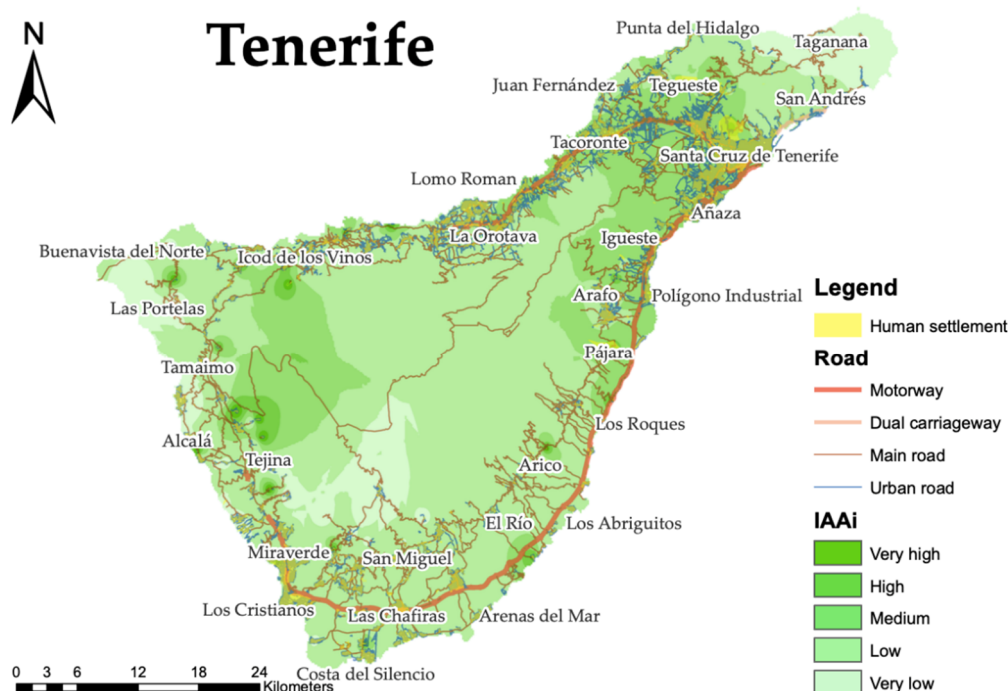 N
Tenerife
Punta del Hidalgo
Taganana
Juan Fernández
Tegueste
San Andrés
Tacoronte
Santa Cruz de Tenerife
Lomo Roman
Añaza
La Orotava
Igueste
Buenavista del Norte
Icod de los Vinos
Las Portelas
Arafo
Polígono Industrial
Tamaimo
Pájara
Alcalá
Los Roques
Tejina
Arico
El Río
Los Abriguitos
Miraverde
San Miguel
Los Cristianos
Las Chafiras
Arenas del Mar
Costa del Silencio
0 3 6 12 18 24
Kilometers
Legend
Human settlement
Road
Motorway
Dual carriageway
Main road
Urban road
IAAi
Very high
High
Medium
Low
Very low